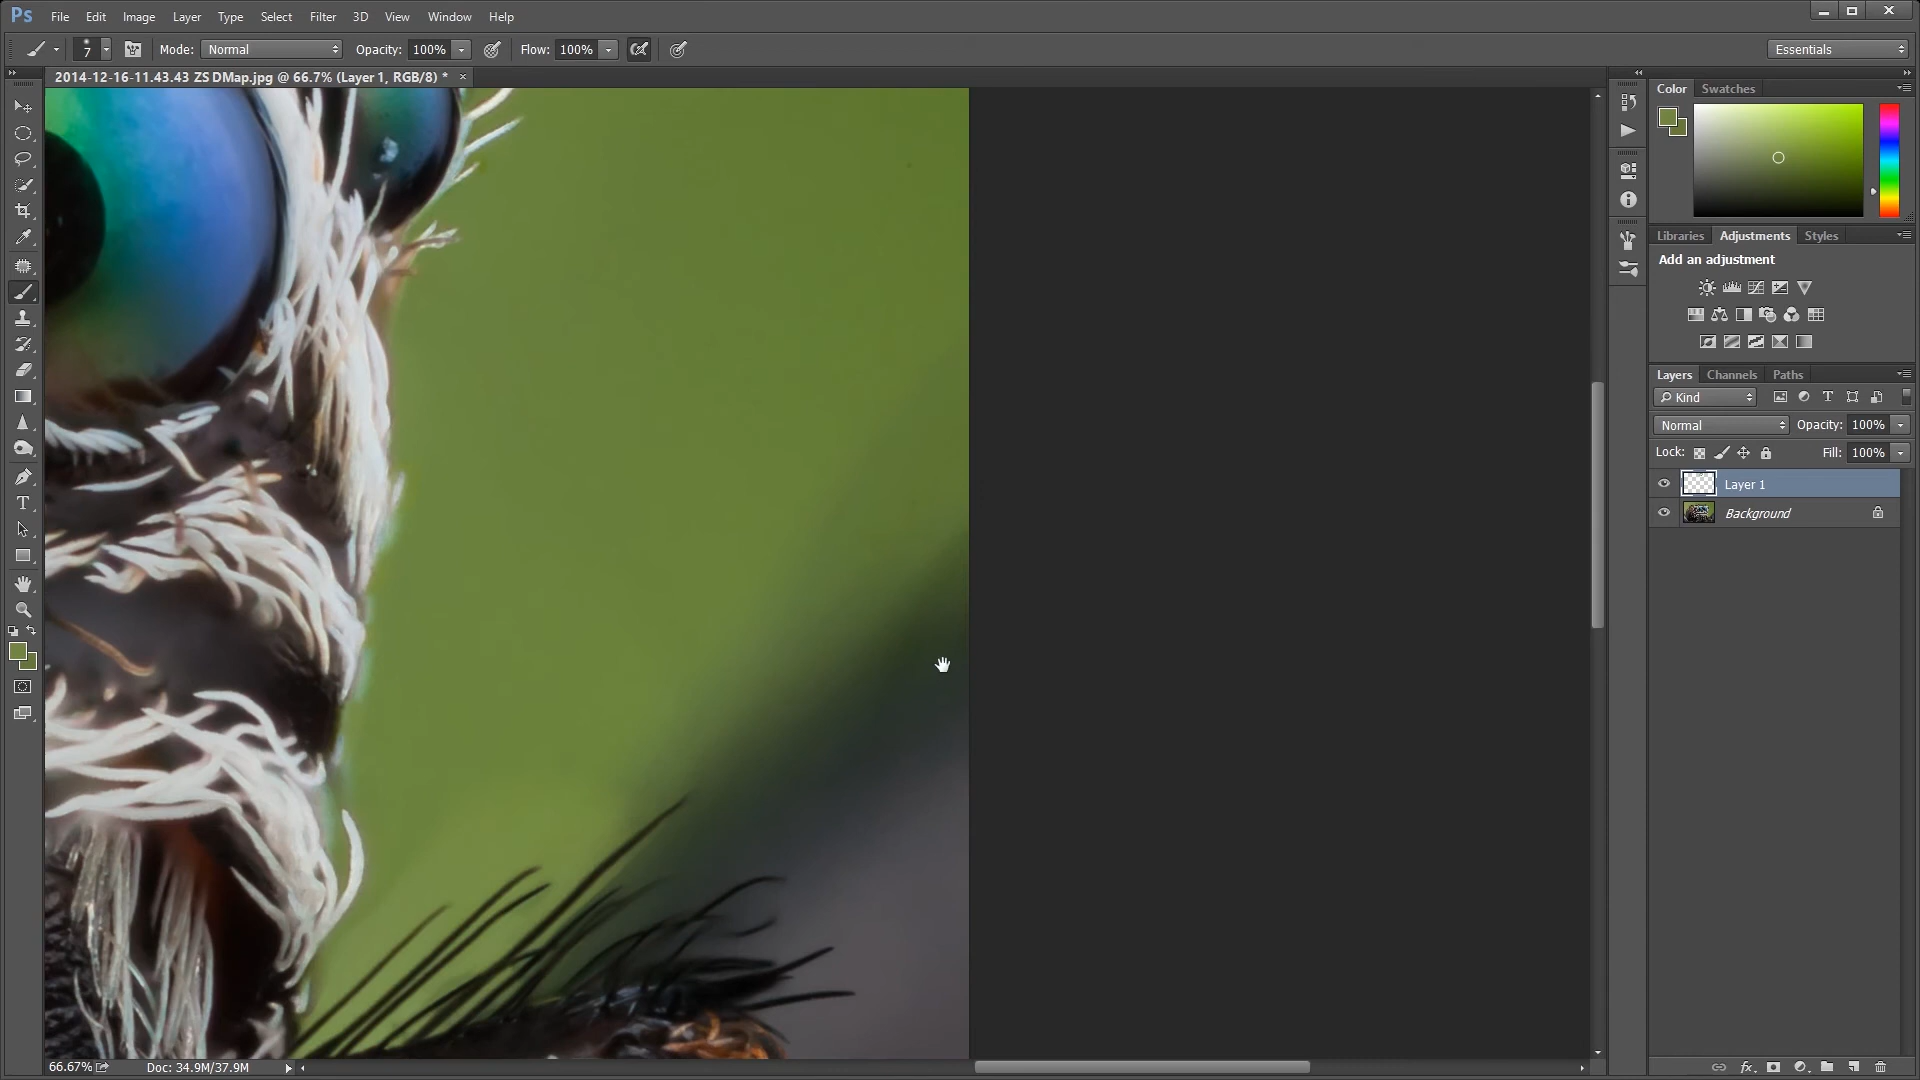 Ps File Edit Image Layer Type Select Filter 3D View Window Help
7 Mode: Normal Opacity: 100% Flow: 100% Essentials
2014-12-16-11.43.43 ZS DMap.jpg @ 66.7% (Layer 1, RGB/8) * ×
Color Swatches
Libraries Adjustments Styles
Add an adjustment
Layers Channels Paths
Kind T
Normal Opacity: 100%
Lock: Fill: 100%
Layer 1
Background
T
66.67% Doc: 34.9M/37.9M fx